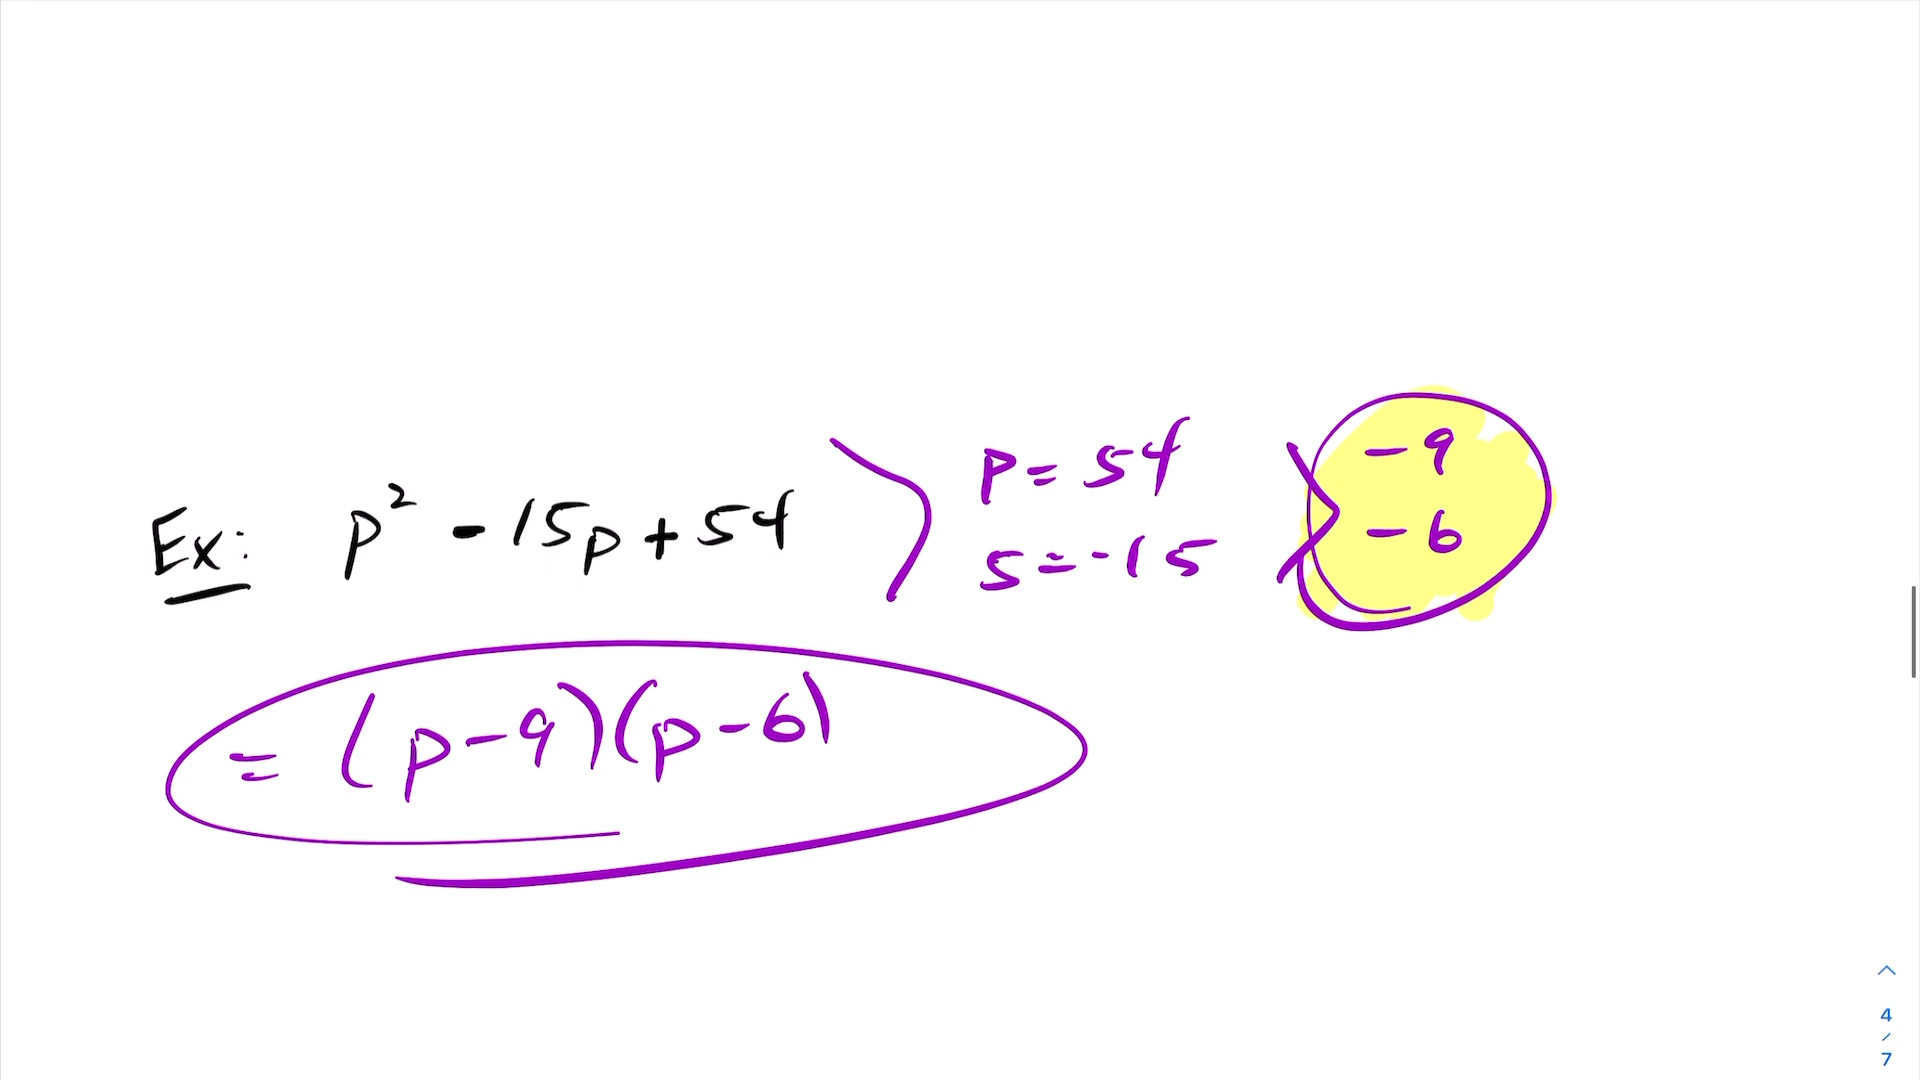 Ex: p² - 15p + 54
P = 54
S = -15
-9
-6
= (p-9)(p-6)
4
/
7